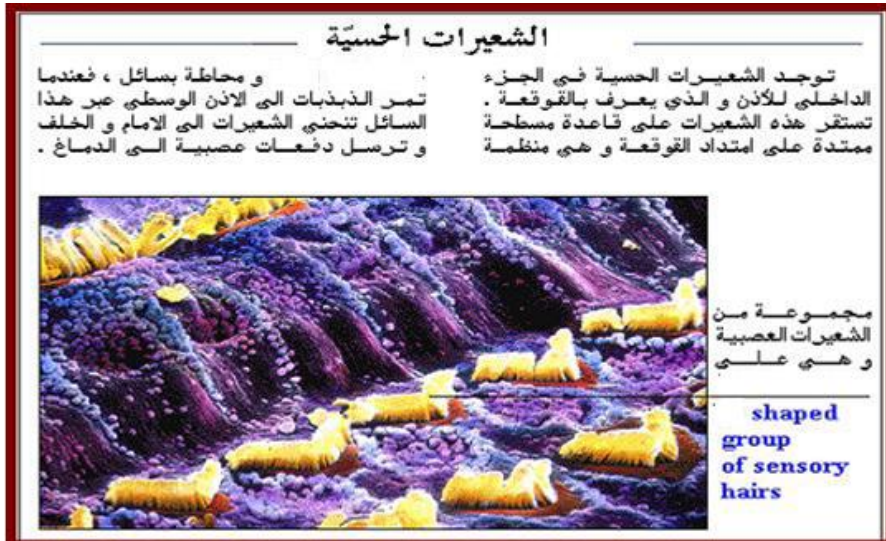 الشعيرات الحسيّة
توجد الشعيرات الحسية في الجزء
الداخلي للأذن و الذي يعرف بالقوقعة .
تستقر هذه الشعيرات على قاعدة مسطحة
ممتدة على امتداد القوقعة و هي منظمة
و محاطة بسائل ، فعندما
تمر الذبذبات الى الاذن الوسطي عبر هذا
السائل تنحني الشعيرات الى الامام و الخلف
و ترسل دفعات عصبية الى الدماغ .
مجموعة من
الشعيرات العصبية
و هي على
shaped
group
of sensory
hairs